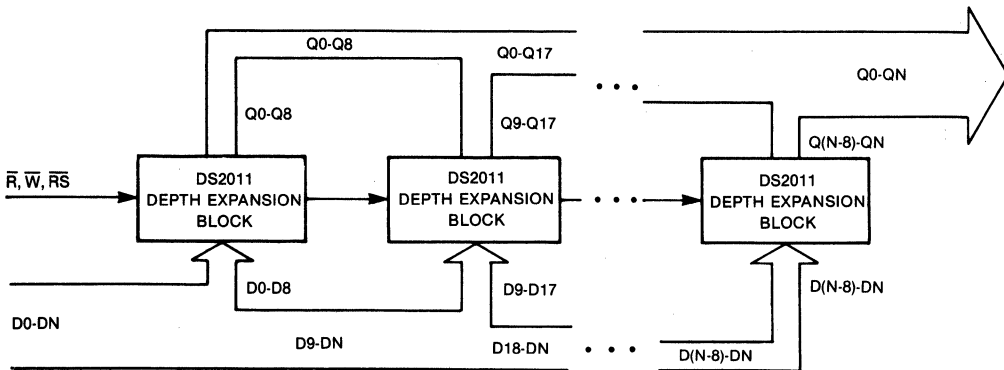 Q0-Q8
Q0-Q17
Q0-QN
Q0-Q8
Q9-Q17
Q(N-8)-QN
R̅, W̅, R̅S̅
DS2011
DEPTH EXPANSION
BLOCK
DS2011
DEPTH EXPANSION
BLOCK
DS2011
DEPTH EXPANSION
BLOCK
D0-D8
D9-D17
D(N-8)-DN
D0-DN
D9-DN
D18-DN
D(N-8)-DN